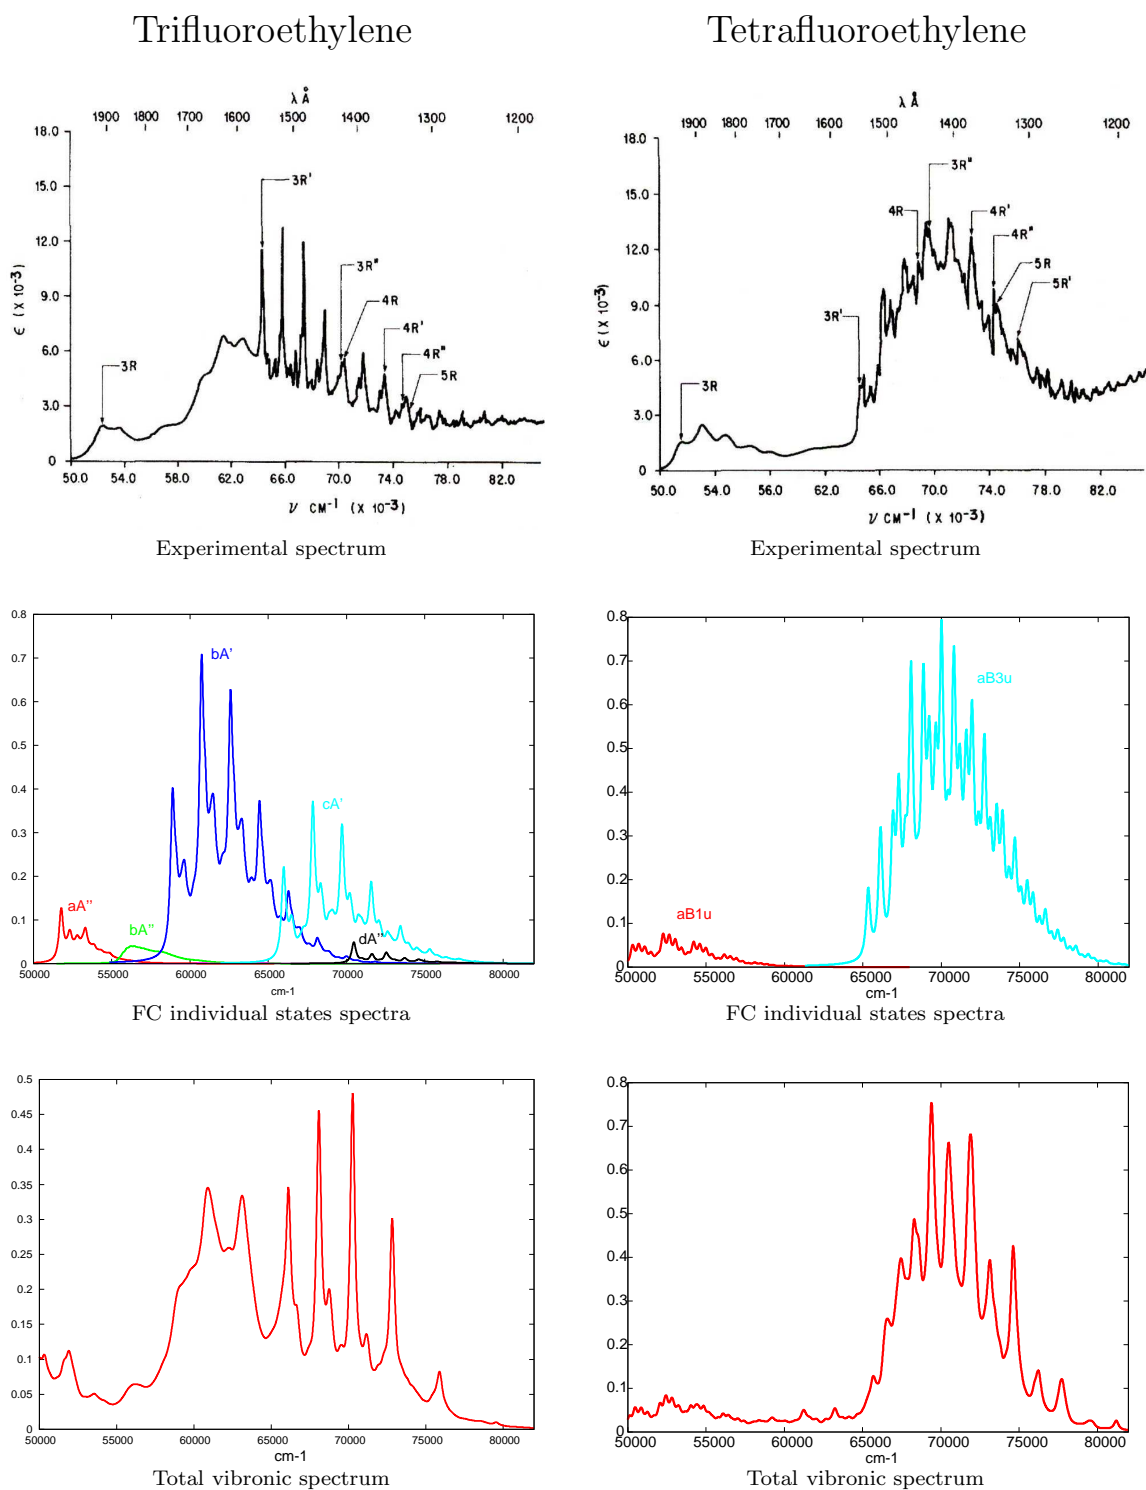 Trifluoroethylene
Tetrafluoroethylene
λ Å
1900 1800 1700 1600 1500 1400 1300 1200
18.0
15.0
12.0
9.0
6.0
3.0
0
ϵ (X 10⁻³)
3R
3R'
3R"
4R
4R'
4R"
5R
50.0 54.0 58.0 62.0 66.0 70.0 74.0 78.0 82.0
ν CM⁻¹ (X 10⁻³)
Experimental spectrum
λ Å
1900 1800 1700 1600 1500 1400 1300 1200
18.0
15.0
12.0
9.0
6.0
3.0
0
ϵ (X 10⁻³)
3R
3R'
4R
3R"
4R'
4R"
5R
5R'
50.0 54.0 58.0 62.0 66.0 70.0 74.0 78.0 82.0
ν CM⁻¹ (X 10⁻³)
Experimental spectrum
0.8
0.7
0.6
0.5
0.4
0.3
0.2
0.1
0
bA'
cA'
aA''
bA''
dA''
50000 55000 60000 65000 70000 75000 80000
cm-1
FC individual states spectra
0.8
0.7
0.6
0.5
0.4
0.3
0.2
0.1
0
aB3u
aB1u
50000 55000 60000 65000 70000 75000 80000
cm-1
FC individual states spectra
0.5
0.45
0.4
0.35
0.3
0.25
0.2
0.15
0.1
0.05
0
50000 55000 60000 65000 70000 75000 80000
cm-1
Total vibronic spectrum
0.8
0.7
0.6
0.5
0.4
0.3
0.2
0.1
0
50000 55000 60000 65000 70000 75000 80000
cm-1
Total vibronic spectrum